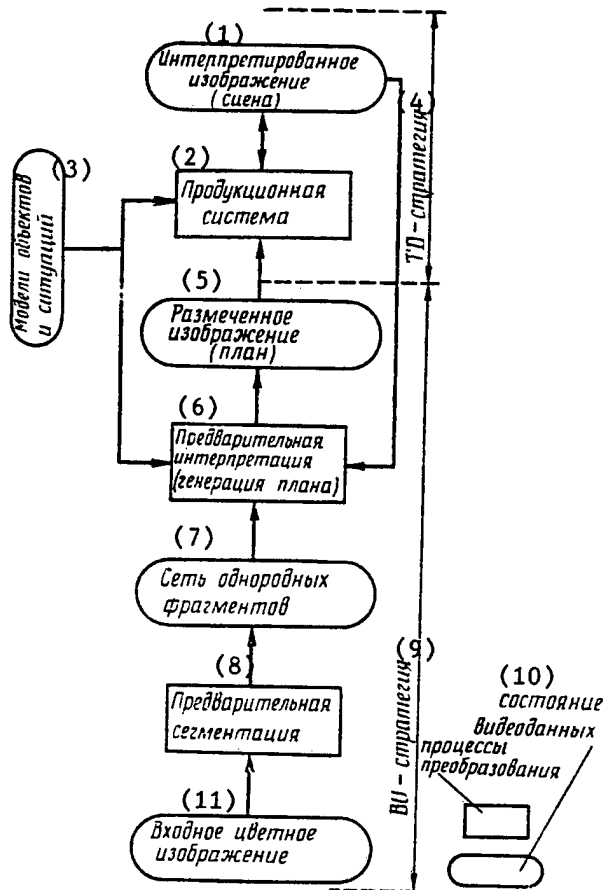 (1)
Интерпретированное
изображение
(сцена)
(2)
Продукционная
система
(3)
Модели объектов
и ситуаций
(4)
TD-стратегия
(5)
Размеченное
изображение
(план)
(6)
Предварительная
интерпретация
(генерация плана)
(7)
Сеть однородных
фрагментов
(8)
Предварительная
сегментация
(9)
BU-стратегия
(10)
состояние
видеоданных
процессы
преобразования
(11)
Входное цветное
изображение